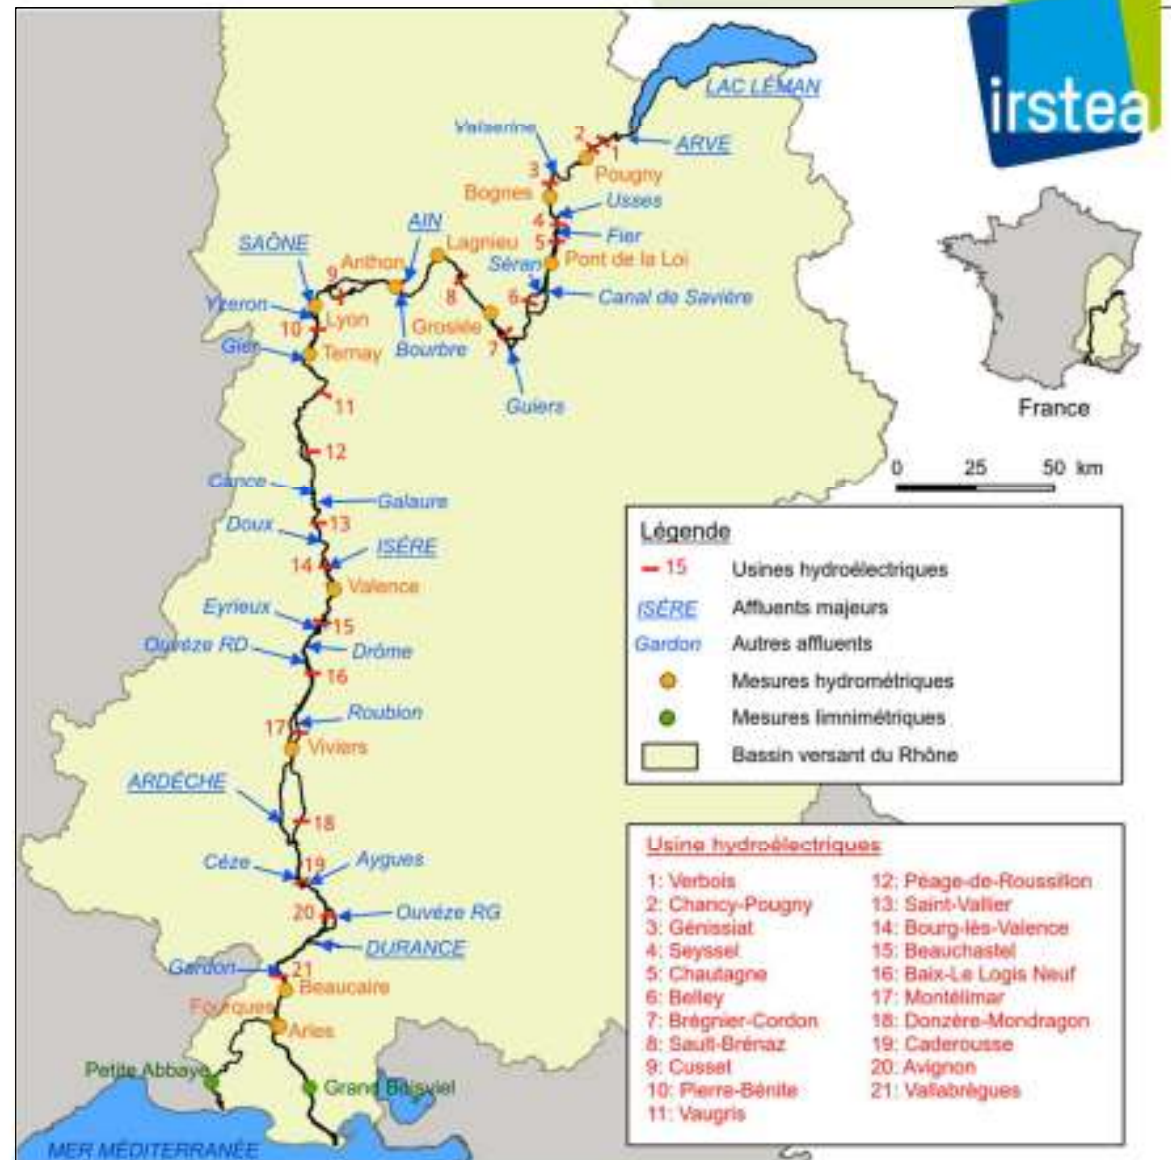 irstea
LAC LÉMAN
Valserine
2
1
ARVE
Pougny
3
Bognes
Usses
4
Fier
5
AIN
Lagnieu
SAÔNE
Séran
Pont de la Loi
Anthon
9
8
6
Canal de Savière
Yzeron
Lyon
Groslée
10
7
Gier
Ternay
Bourbre
Guiers
11
France
12
0 25 50 km
Cance
Galaure
Doux
13
ISÈRE
14
Valence
Eyrieux
15
Ouvèze RD
Drôme
16
Roubion
17
Viviers
ARDÈCHE
18
Cèze
19
Aygues
20
Ouvéze RG
DURANCE
Gardon
21
Beaucaire
Fourques
Arles
Petite Abbaye
Grand Boisviel
MER MÉDITERRANÉE
Légende
15 Usines hydroélectriques
ISÈRE Affluents majeurs
Gardon Autres affluents
Mesures hydrométriques
Mesures limnimétriques
Bassin versant du Rhône
Usine hydroélectriques
1: Verbois
2: Chancy-Pougny
3: Génissiat
4: Seyssel
5: Chautagne
6: Belley
7: Brégnier-Cordon
8: Sault-Brénaz
9: Cusset
10: Pierre-Bénite
11: Vaugris
12: Péage-de-Roussillon
13: Saint-Vallier
14: Bourg-lès-Valence
15: Beauchastel
16: Baix-Le Logis Neuf
17: Montélimar
18: Donzère-Mondragon
19: Caderousse
20: Avignon
21: Vallabrègues